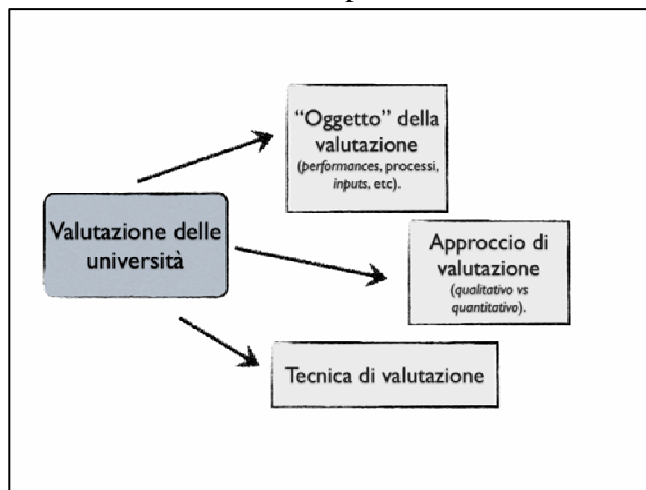 Valutazione delle
università
“Oggetto” della
valutazione
(performances, processi,
inputs, etc).
Approccio di
valutazione
(qualitativo vs
quantitativo).
Tecnica di valutazione